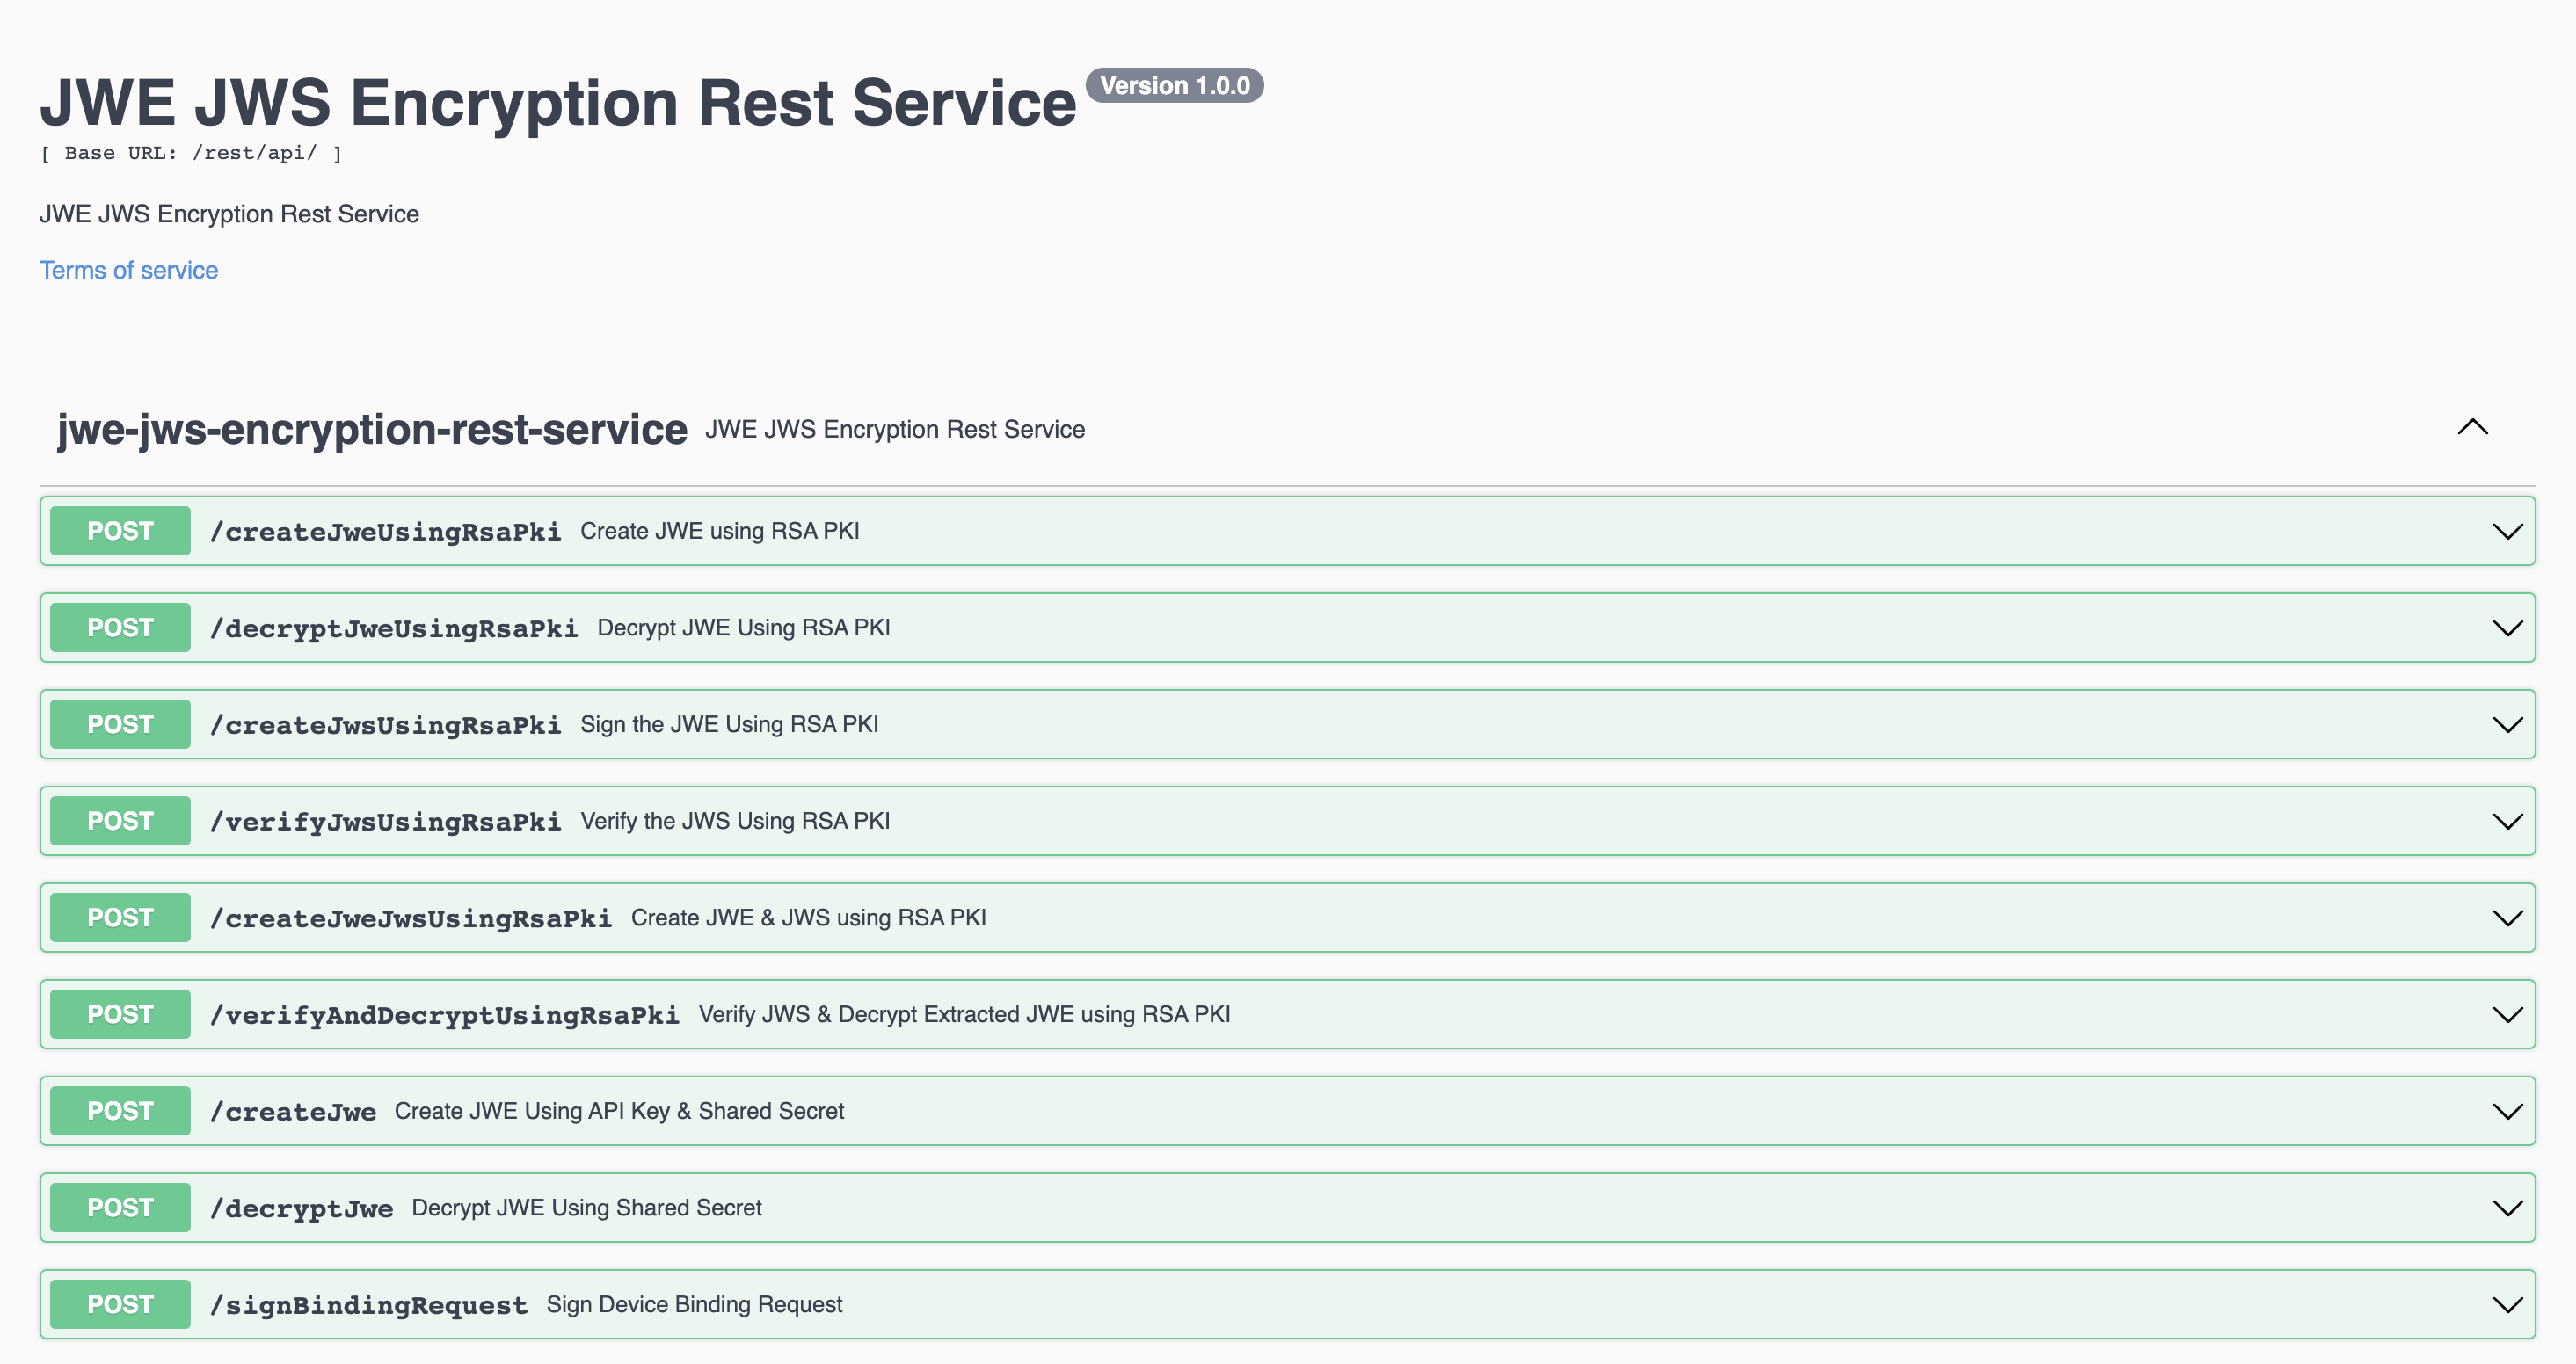 JWE JWS Encryption Rest Service Version 1.0.0
[ Base URL: /rest/api/ ]
JWE JWS Encryption Rest Service
Terms of service
jwe-jws-encryption-rest-service JWE JWS Encryption Rest Service
POST /createJweUsingRsaPki Create JWE using RSA PKI
POST /decryptJweUsingRsaPki Decrypt JWE Using RSA PKI
POST /createJwsUsingRsaPki Sign the JWE Using RSA PKI
POST /verifyJwsUsingRsaPki Verify the JWS Using RSA PKI
POST /createJweJwsUsingRsaPki Create JWE & JWS using RSA PKI
POST /verifyAndDecryptUsingRsaPki Verify JWS & Decrypt Extracted JWE using RSA PKI
POST /createJwe Create JWE Using API Key & Shared Secret
POST /decryptJwe Decrypt JWE Using Shared Secret
POST /signBindingRequest Sign Device Binding Request